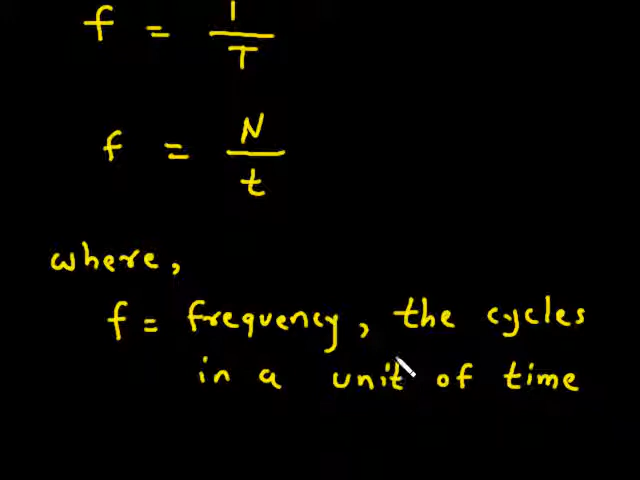 f = 1/T
f = N/t
where,
f = frequency, the cycles
in a unit of time